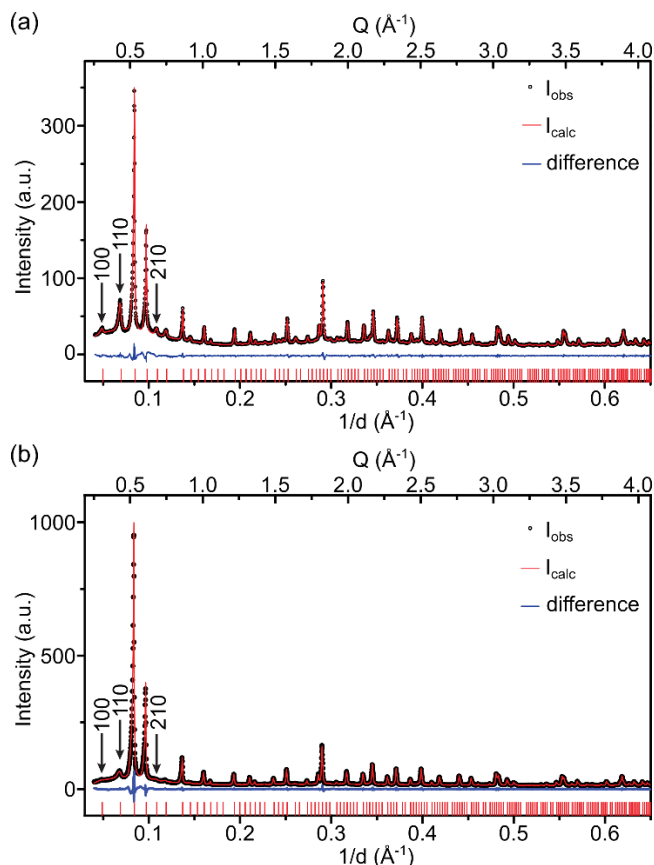 (a)
Q (Å⁻¹)
0.5 1.0 1.5 2.0 2.5 3.0 3.5 4.0
Intensity (a.u.)
300
200
100
0
100
110
210
I_obs
I_calc
difference
0.1 0.2 0.3 0.4 0.5 0.6
1/d (Å⁻¹)
(b)
Q (Å⁻¹)
0.5 1.0 1.5 2.0 2.5 3.0 3.5 4.0
Intensity (a.u.)
1000
500
0
100
110
210
I_obs
I_calc
difference
0.1 0.2 0.3 0.4 0.5 0.6
1/d (Å⁻¹)